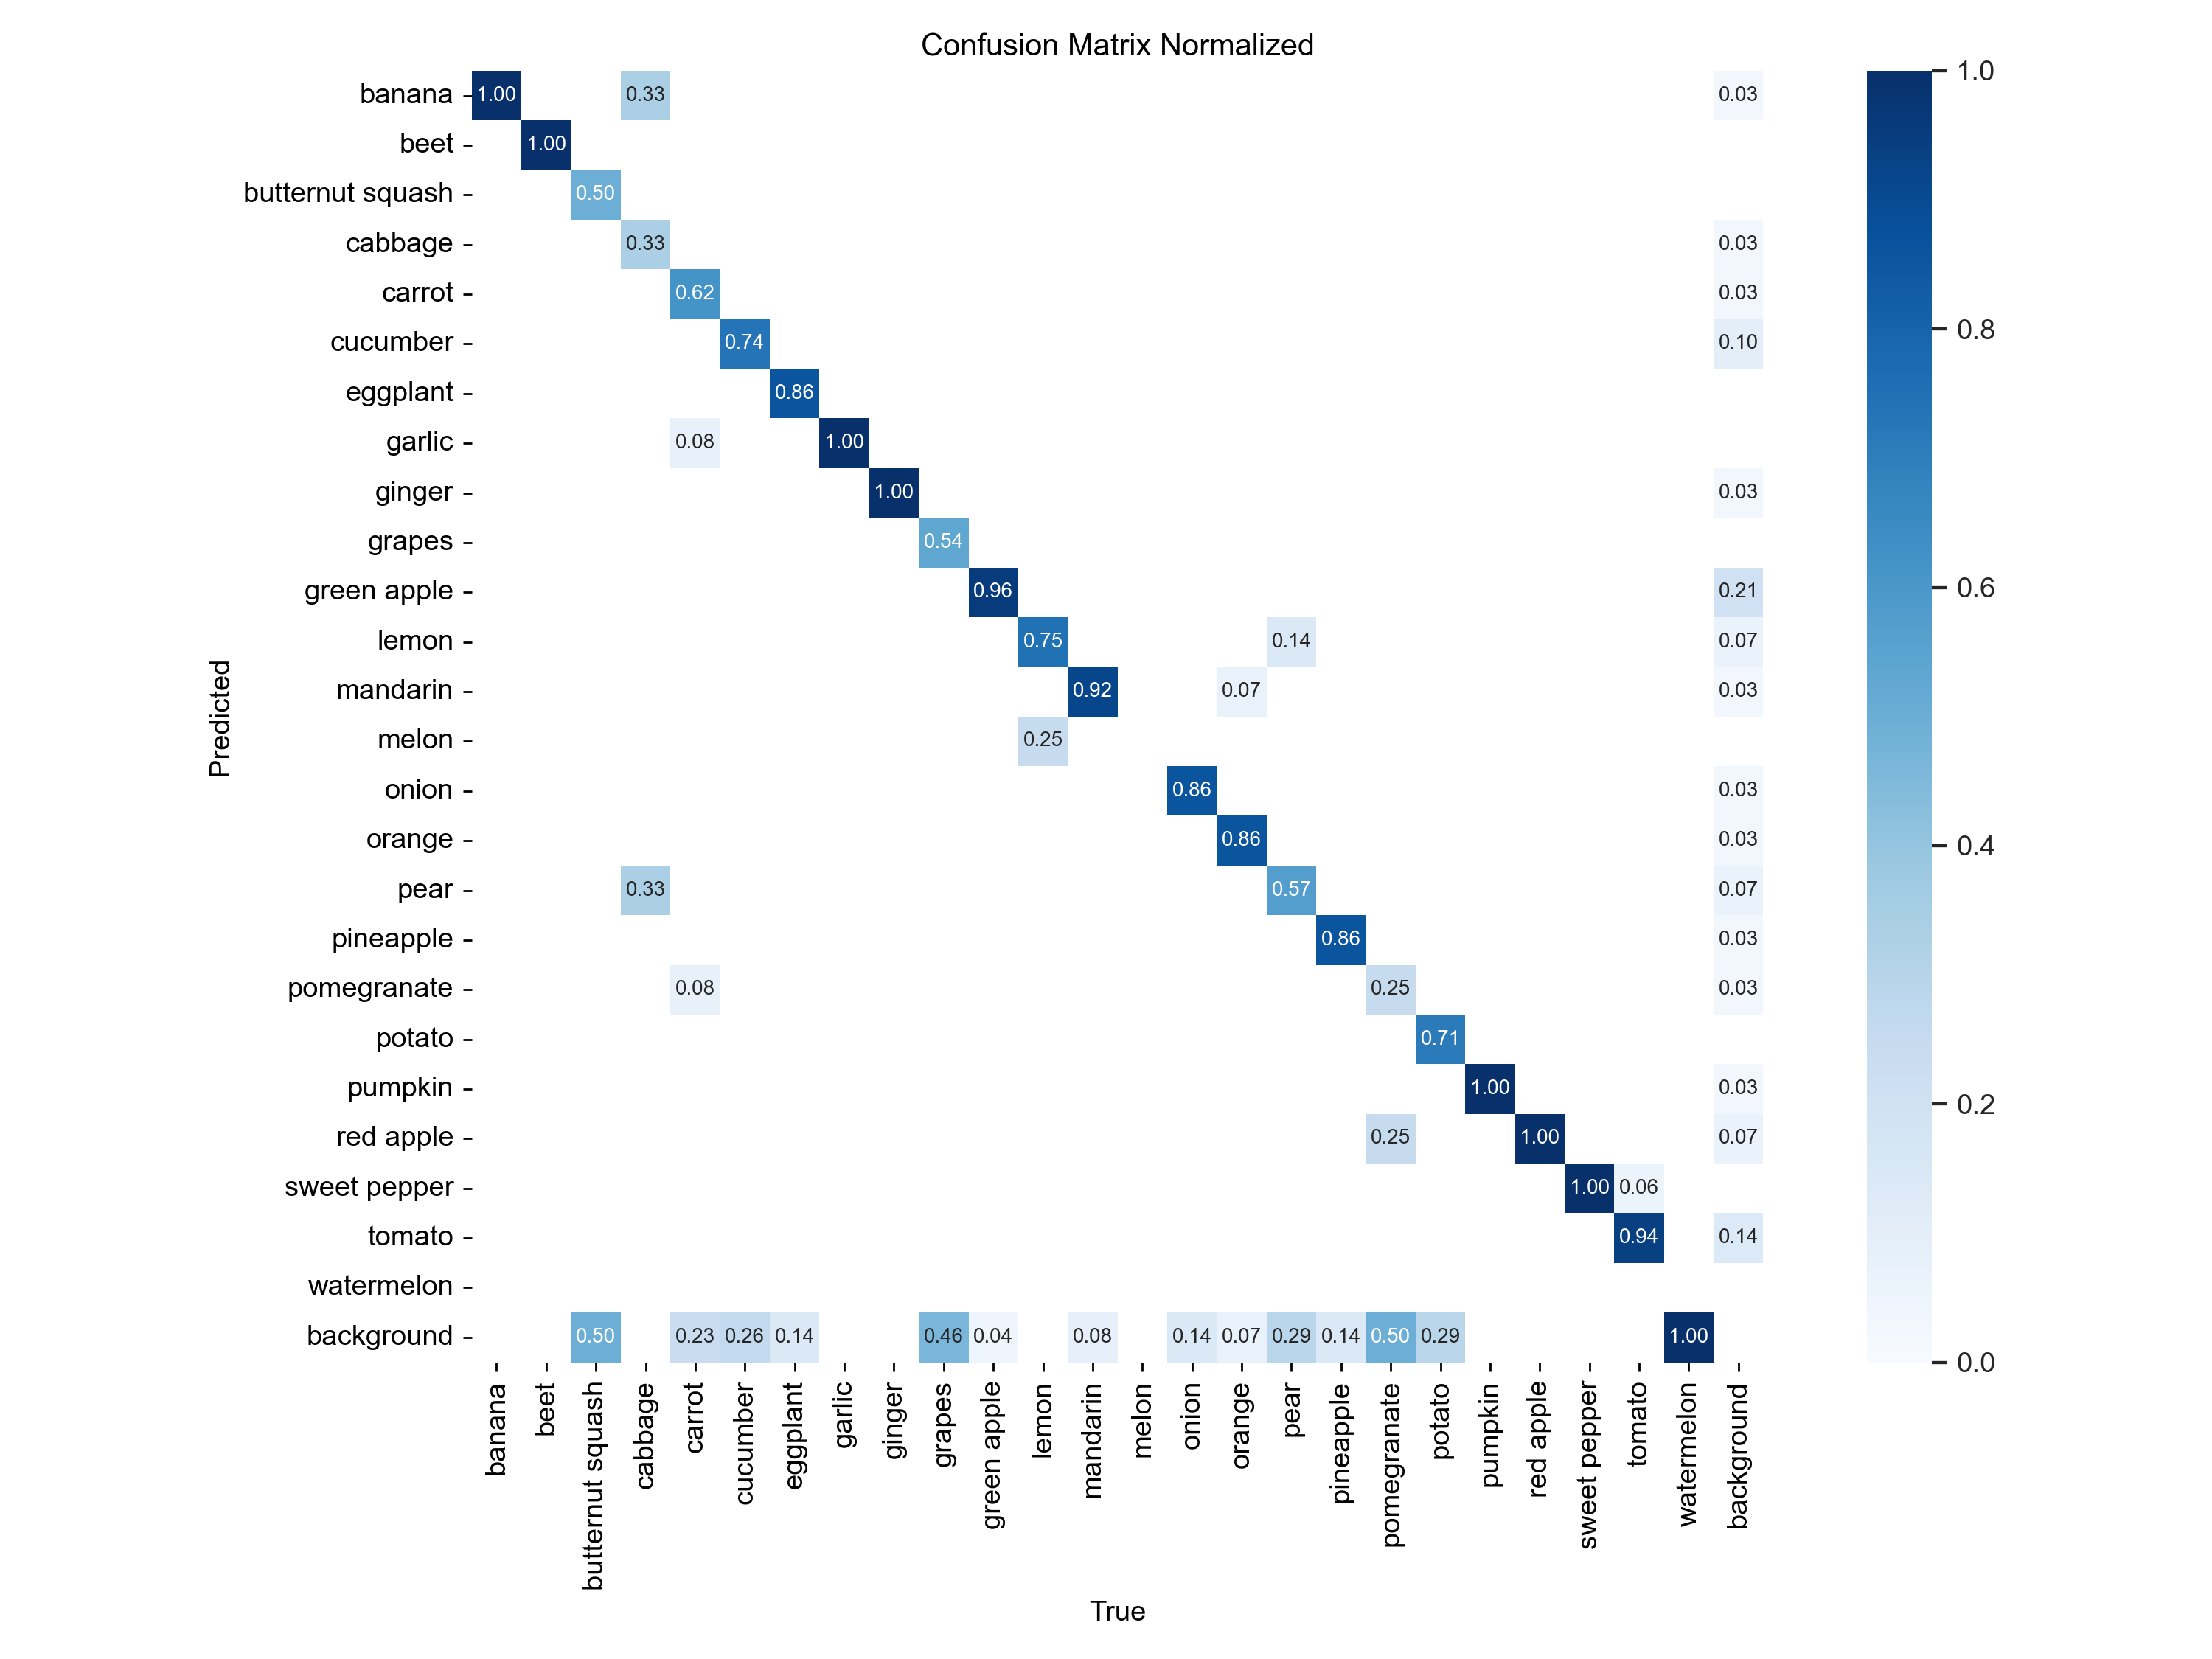 Confusion Matrix Normalized
banana 1.00 0.33 0.03
beet 1.00
butternut squash 0.50
cabbage 0.33 0.03
carrot 0.62 0.03
cucumber 0.74 0.10
eggplant 0.86
garlic 0.08 1.00
ginger 1.00 0.03
grapes 0.54
green apple 0.96 0.21
lemon 0.75 0.14 0.07
mandarin 0.92 0.07 0.03
melon 0.25
onion 0.86 0.03
orange 0.86 0.03
pear 0.33 0.57 0.07
pineapple 0.86 0.03
pomegranate 0.08 0.25 0.03
potato 0.71
pumpkin 1.00 0.03
red apple 0.25 1.00 0.07
sweet pepper 1.00 0.06
tomato 0.94 0.14
watermelon
background 0.50 0.23 0.26 0.14 0.46 0.04 0.08 0.14 0.07 0.29 0.14 0.50 0.29 1.00
Predicted
banana
beet
butternut squash
cabbage
carrot
cucumber
eggplant
garlic
ginger
grapes
green apple
lemon
mandarin
melon
onion
orange
pear
pineapple
pomegranate
potato
pumpkin
red apple
sweet pepper
tomato
watermelon
background
True
1.0
0.8
0.6
0.4
0.2
0.0